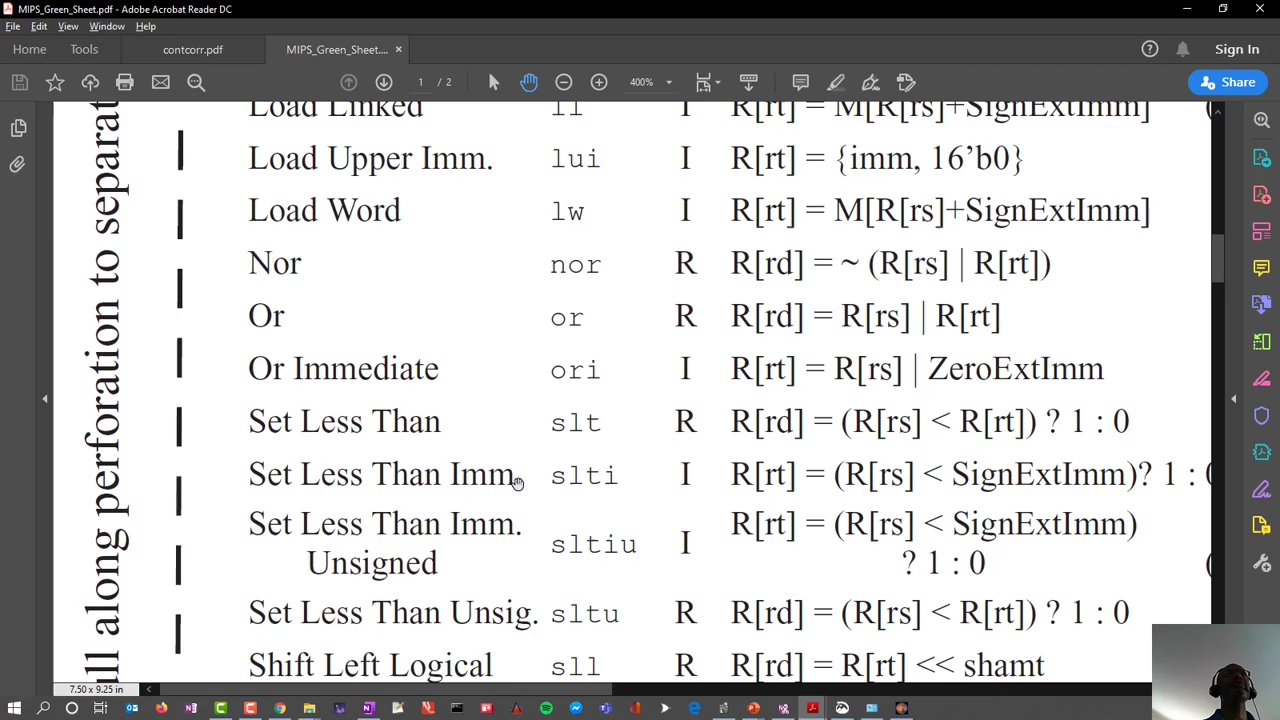 MIPS_Green_Sheet.pdf - Adobe Acrobat Reader DC
File Edit View Window Help
Home Tools contcorr.pdf MIPS_Green_Sheet.... × Sign In
1 / 2 400% Share
Load Linked ll I R[rt] = M[R[rs]+SignExtImm]
Load Upper Imm. lui I R[rt] = {imm, 16’b0}
Load Word lw I R[rt] = M[R[rs]+SignExtImm]
Nor nor R R[rd] = ~ (R[rs] | R[rt])
Or or R R[rd] = R[rs] | R[rt]
Or Immediate ori I R[rt] = R[rs] | ZeroExtImm
Set Less Than slt R R[rd] = (R[rs] < R[rt]) ? 1 : 0
Set Less Than Imm. slti I R[rt] = (R[rs] < SignExtImm)? 1 : 0
Set Less Than Imm. R[rt] = (R[rs] < SignExtImm)
Unsigned sltiu I ? 1 : 0 (
Set Less Than Unsig. sltu R R[rd] = (R[rs] < R[rt]) ? 1 : 0
Shift Left Logical sll R R[rd] = R[rt] << shamt
ll along perforation to separat
7.50 x 9.25 in